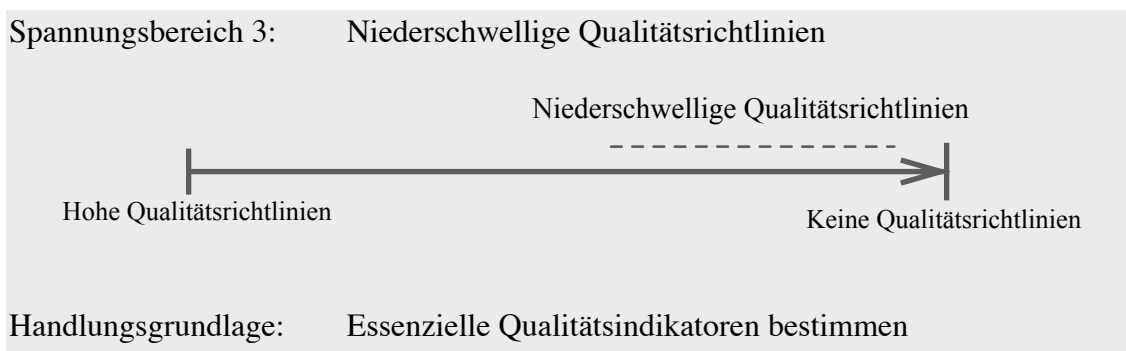 Spannungsbereich 3: Niederschwellige Qualitätsrichtlinien
Niederschwellige Qualitätsrichtlinien
Hohe Qualitätsrichtlinien
Keine Qualitätsrichtlinien
Handlungsgrundlage: Essenzielle Qualitätsindikatoren bestimmen